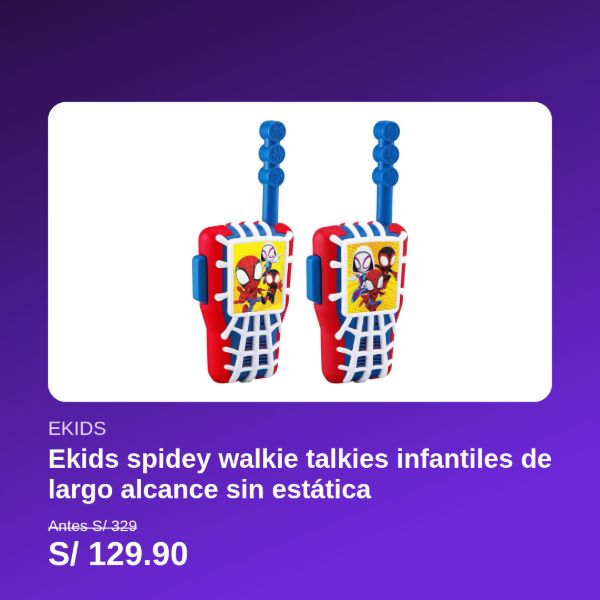 EKIDS
Ekids spidey walkie talkies infantiles de
largo alcance sin estática
Antes S/ 329
S/ 129.90